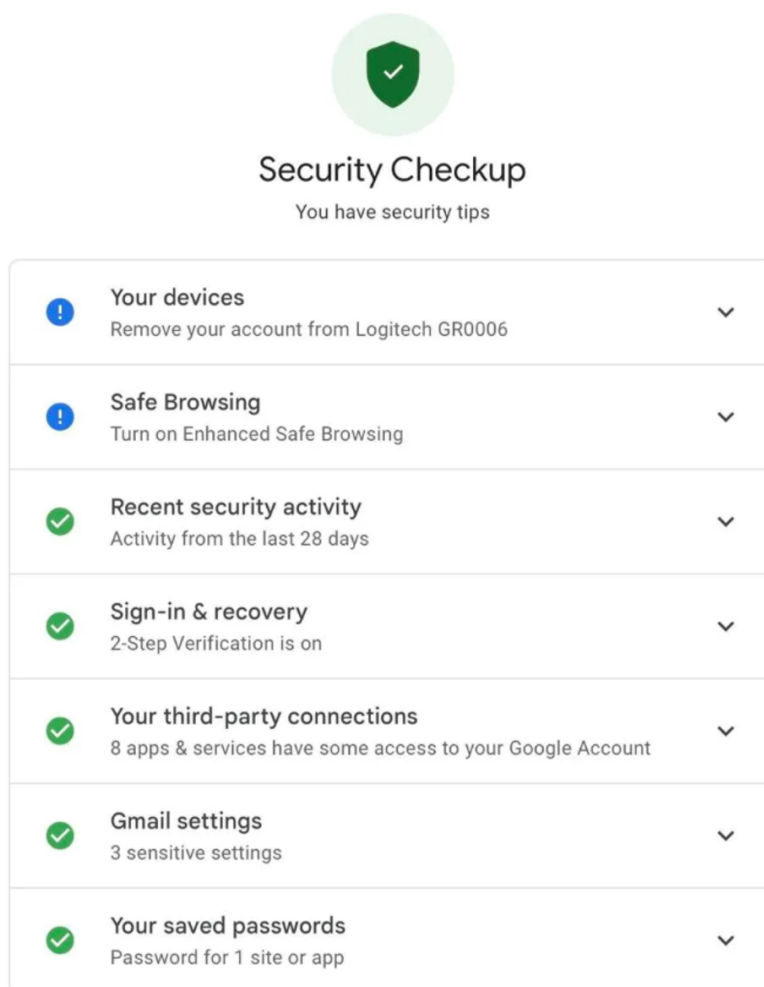 Security Checkup
You have security tips
Your devices
Remove your account from Logitech GR0006
Safe Browsing
Turn on Enhanced Safe Browsing
Recent security activity
Activity from the last 28 days
Sign-in & recovery
2-Step Verification is on
Your third-party connections
8 apps & services have some access to your Google Account
Gmail settings
3 sensitive settings
Your saved passwords
Password for 1 site or app